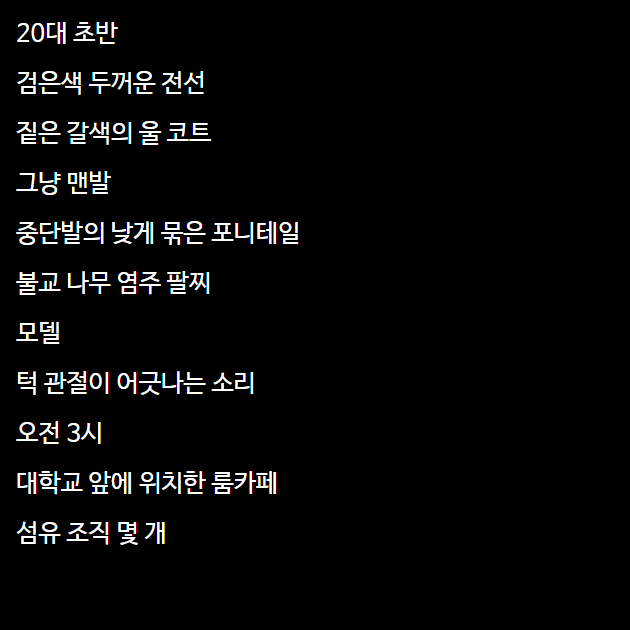 20대 초반
검은색 두꺼운 전선
짙은 갈색의 울 코트
그냥 맨발
중단발의 낮게 묶은 포니테일
불교 나무 염주 팔찌
모델
턱 관절이 어긋나는 소리
오전 3시
대학교 앞에 위치한 룸카페
섬유 조직 몇 개